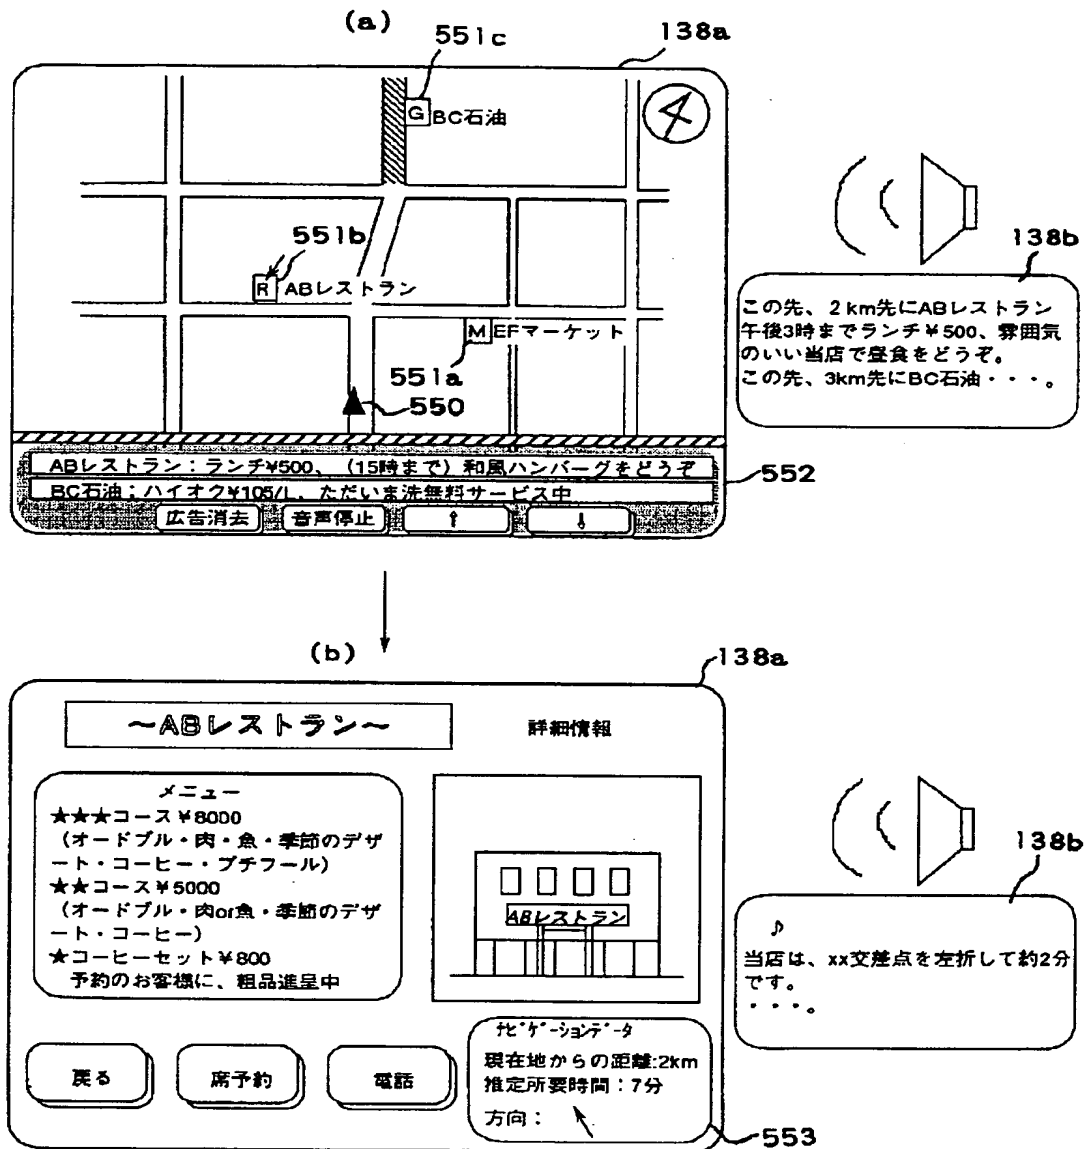 (a)
551c
138a
G BC石油
551b
138b
R ABレストラン
この先、2km先にABレストラン
午後3時までランチ¥500、雰囲気
のいい当店で昼食をどうぞ。
この先、3km先にBC石油・・・。
M EFマーケット
551a
550
ABレストラン:ランチ¥500、(15時まで)和風ハンバーグをどうぞ
552
BC石油;ハイオク¥105/L、ただいま洗無料サービス中
広告消去 音声停止 ↑ ↓
(b)
138a
〜ABレストラン〜 詳細情報
メニュー
★★★コース¥8000
(オードブル・肉・魚・季節のデザ
ート・コーヒー・プチフール)
138b
★★コース¥5000
(オードブル・肉or魚・季節のデザ
ート・コーヒー)
★コーヒーセット¥800
予約のお客様に、粗品進呈中
ABレストラン
♪
当店は、xx交差点を左折して約2分
です。
・・・。
ナビゲーションデータ
現在地からの距離:2km
推定所要時間:7分
方向:
戻る 席予約 電話
553